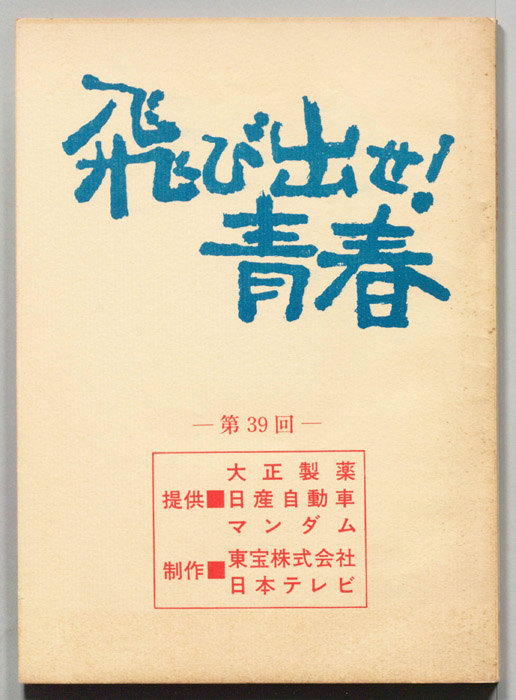 飛び出せ!
青春
—第39回—
大正製薬
提供■日産自動車
マンダム
制作■東宝株式会社
日本テレビ